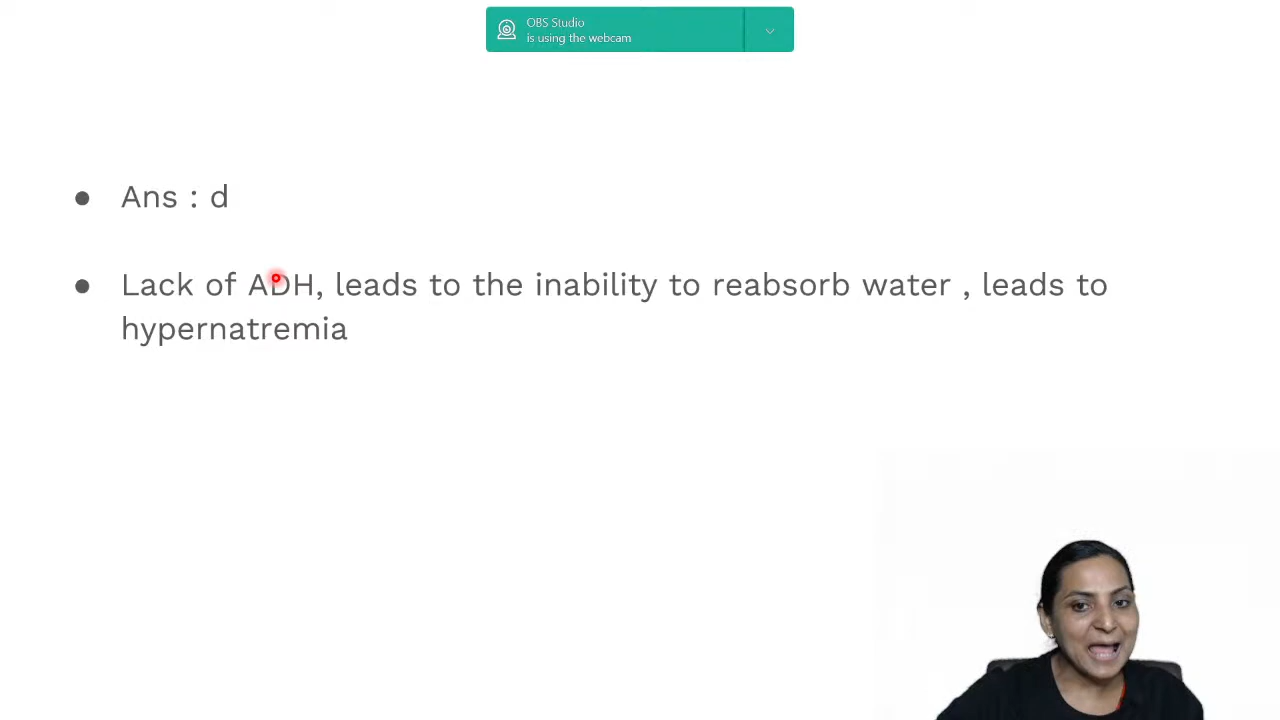 OBS Studio
is using the webcam
Ans : d
Lack of ADH, leads to the inability to reabsorb water , leads to
hypernatremia